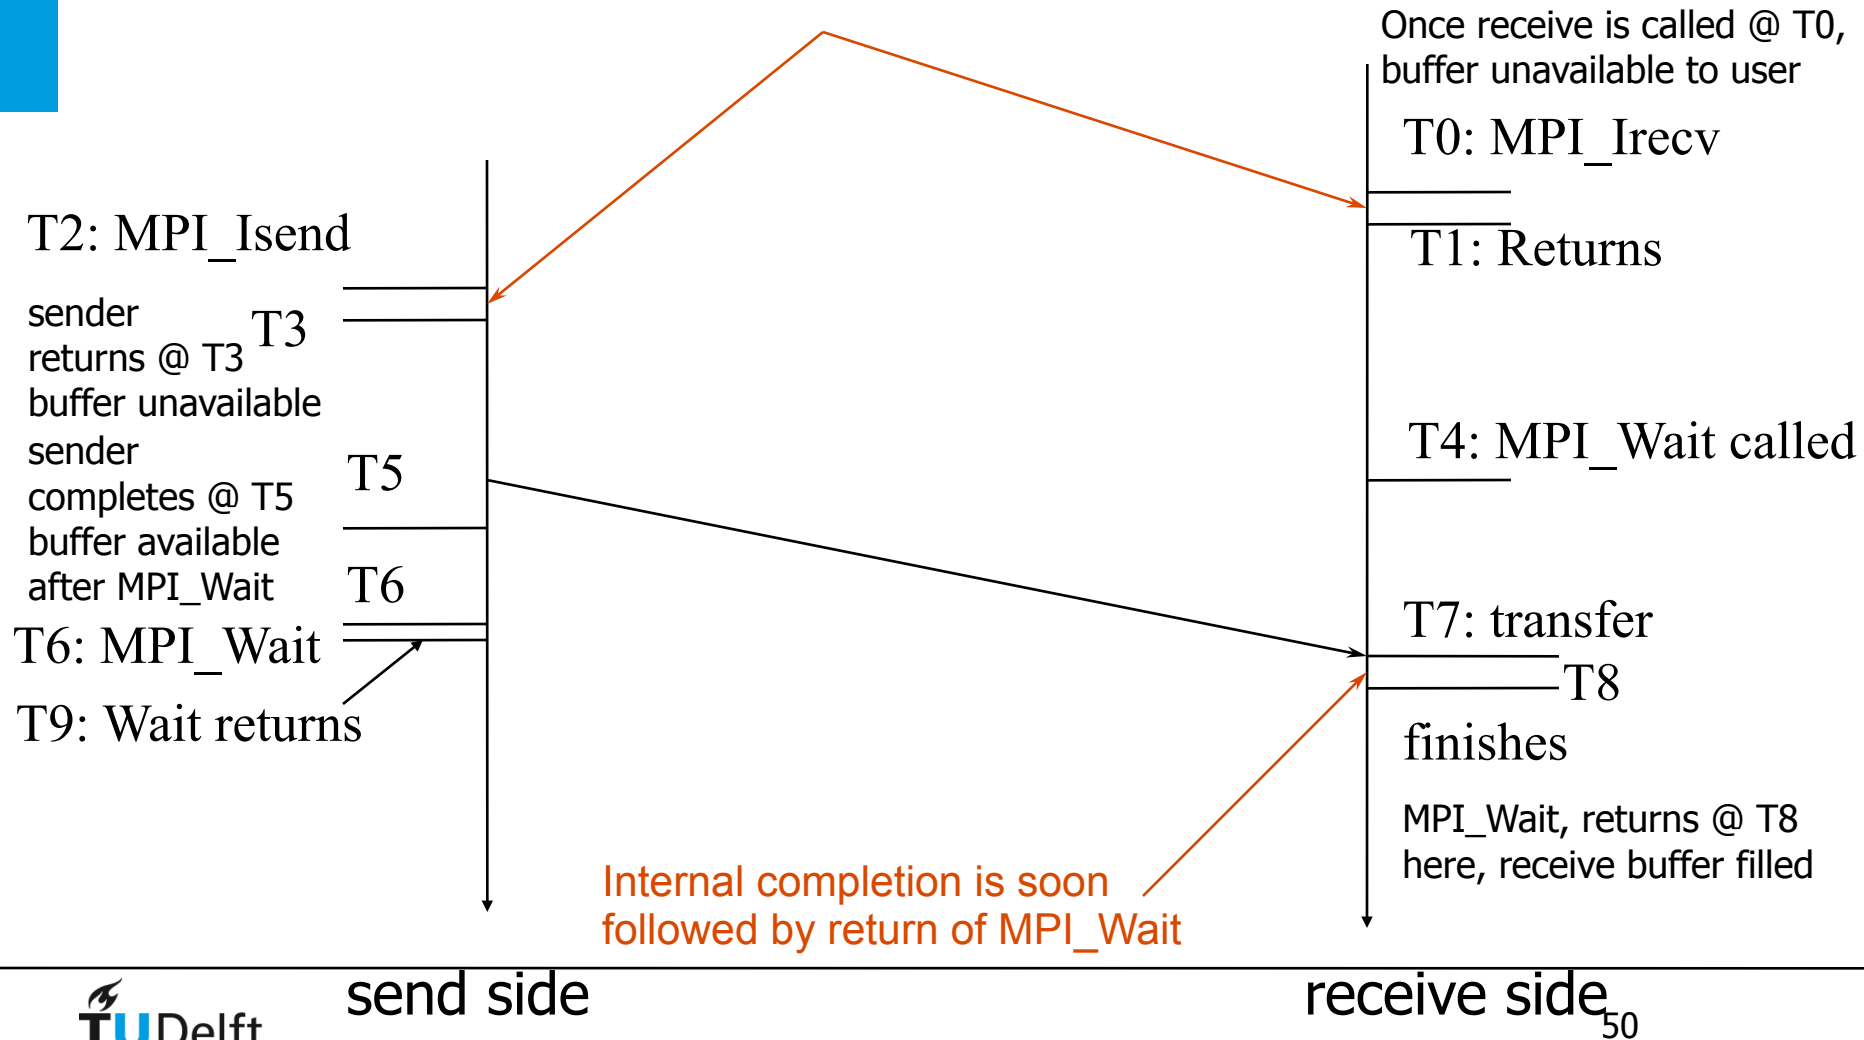 Once receive is called @ T0,
buffer unavailable to user
T0: MPI_Irecv
T1: Returns
T2: MPI_Isend
sender
returns @ T3
buffer unavailable
T3
sender
completes @ T5
buffer available
after MPI_Wait
T5
T6
T6: MPI_Wait
T9: Wait returns
T4: MPI_Wait called
T7: transfer
T8
finishes
MPI_Wait, returns @ T8
here, receive buffer filled
Internal completion is soon
followed by return of MPI_Wait
send side
receive side
TUDelft
50